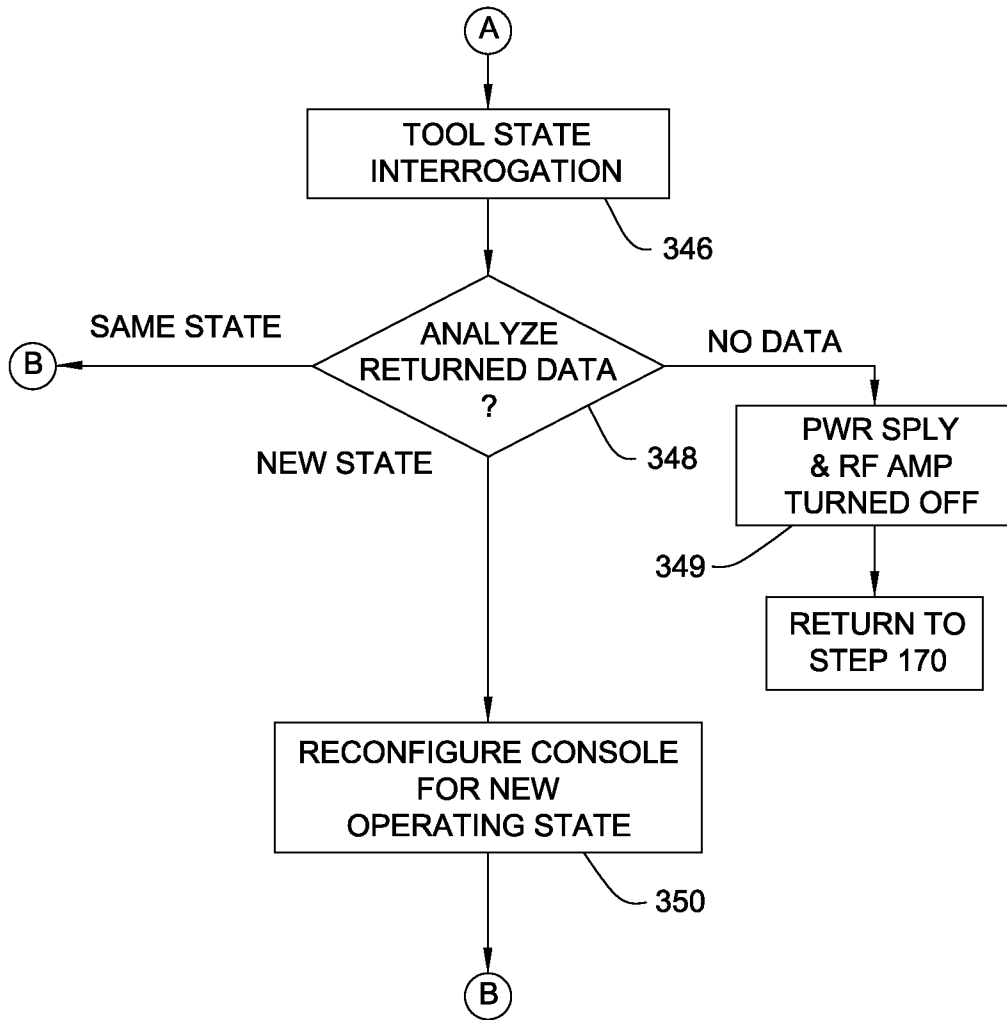 A
TOOL STATE
INTERROGATION
346
SAME STATE
B
ANALYZE
RETURNED DATA
?
348
NO DATA
PWR SPLY
& RF AMP
TURNED OFF
349
RETURN TO
STEP 170
NEW STATE
RECONFIGURE CONSOLE
FOR NEW
OPERATING STATE
350
B